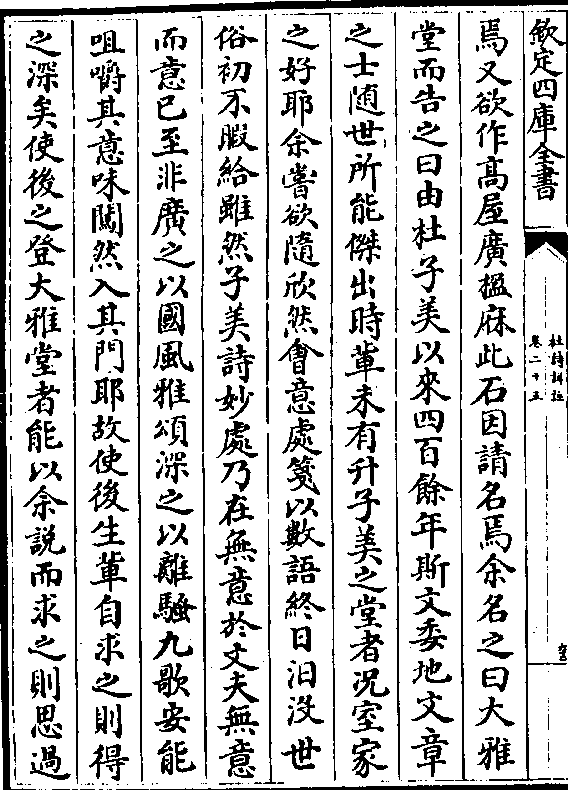 欽定四庫全書
杜詩詳註
卷二十五
焉又欲作高屋廣楹庥此石因請名焉余名之曰大雅
堂而告之曰由杜子美以來四百餘年斯文委地文章
之士随世所能傑出時軰未有升子美之堂者况室家
之好耶余嘗欲隨欣然會意處箋以數語終日汨没世
俗初不暇給雖然子美詩妙處乃在無意於文夫無意
而意已至非廣之以國風雅頌深之以離騷九歌安能
咀嚼其意味闖然入其門耶故使後生軰自求之則得
之深矣使後之登大雅堂者能以余説而求之則思過